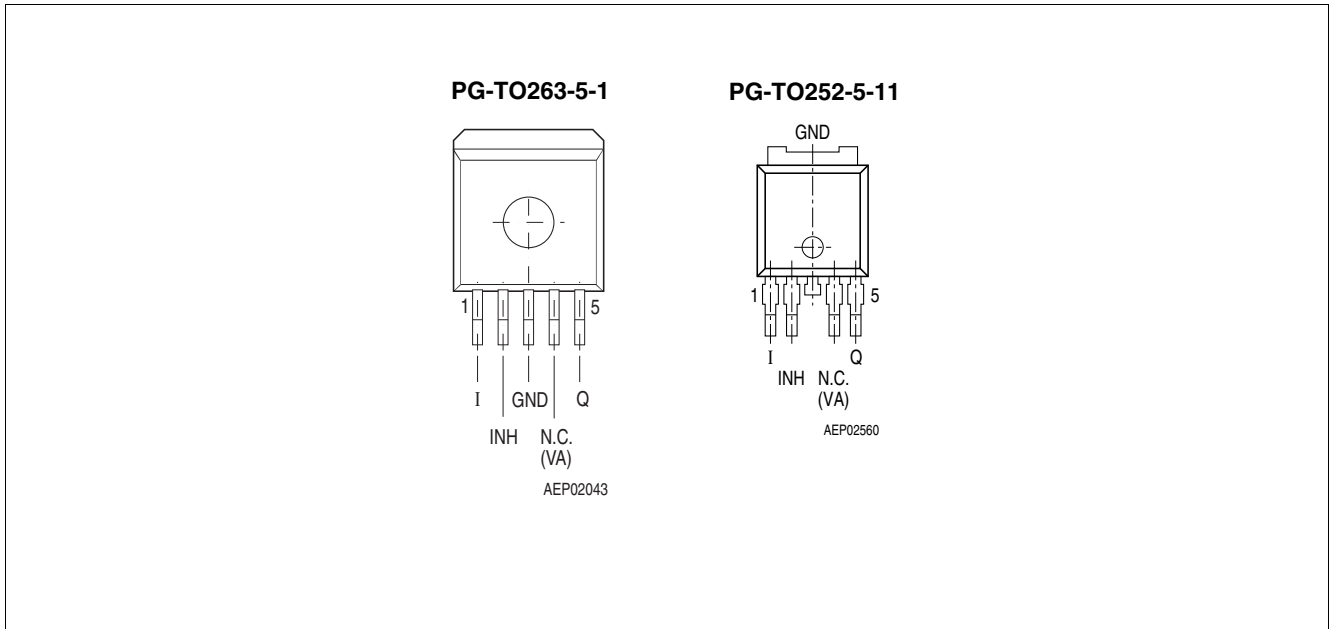 PG-TO263-5-1
1 5
I GND Q
INH N.C.
(VA)
AEP02043
PG-TO252-5-11
GND
1 5
I Q
INH N.C.
(VA)
AEP02560